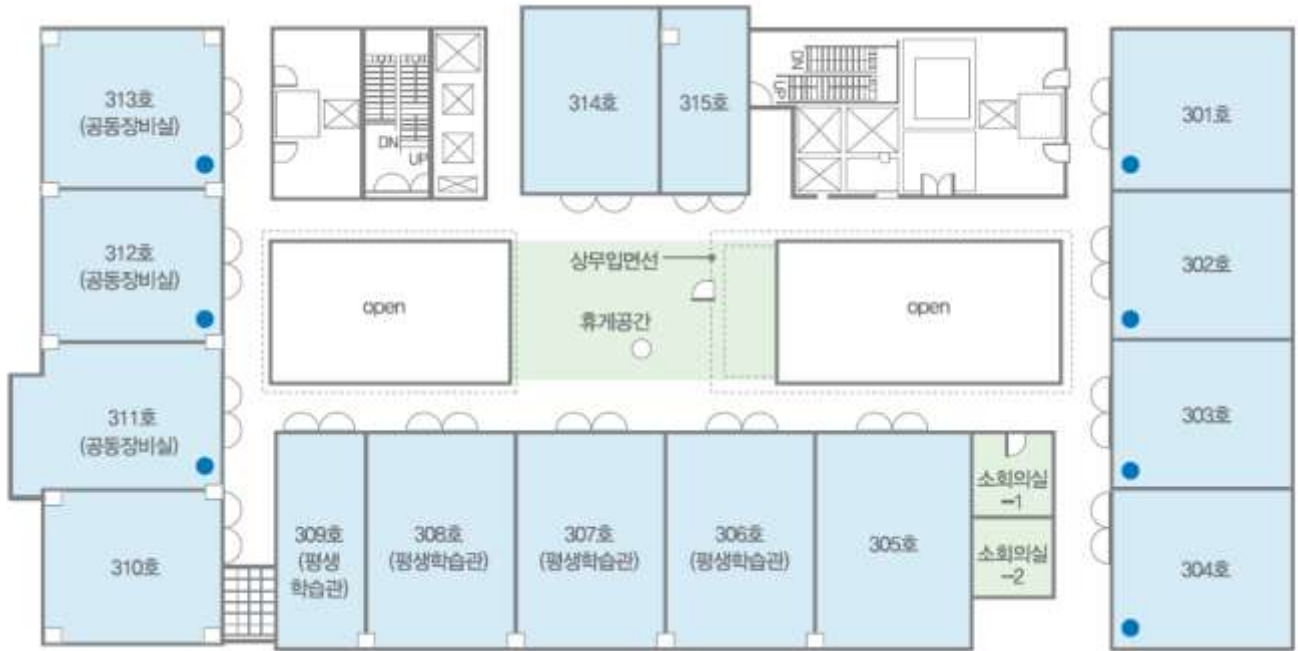 313호
(공동장비실)
312호
(공동장비실)
311호
(공동장비실)
310호
DN
UP
314호
315호
DN
UP
301호
302호
303호
304호
open
상무입면선
휴게공간
open
309호
(평생
학습관)
308호
(평생학습관)
307호
(평생학습관)
306호
(평생학습관)
305호
소회의실
-1
소회의실
-2